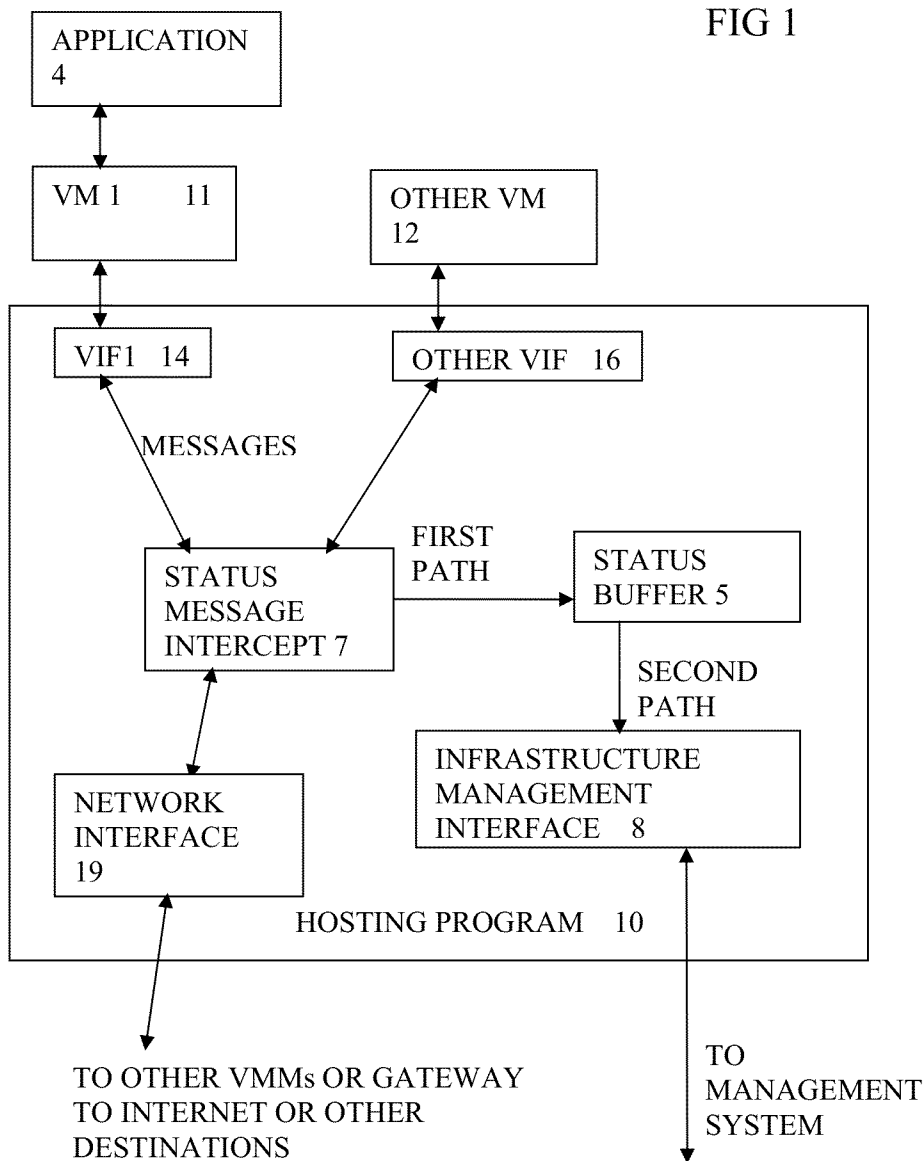 FIG 1
APPLICATION
4
VM 1 11
OTHER VM
12
VIF1 14
OTHER VIF 16
MESSAGES
FIRST
PATH
STATUS
MESSAGE
INTERCEPT 7
STATUS
BUFFER 5
SECOND
PATH
NETWORK
INTERFACE
19
INFRASTRUCTURE
MANAGEMENT
INTERFACE 8
HOSTING PROGRAM 10
TO OTHER VMMs OR GATEWAY
TO INTERNET OR OTHER
DESTINATIONS
TO
MANAGEMENT
SYSTEM